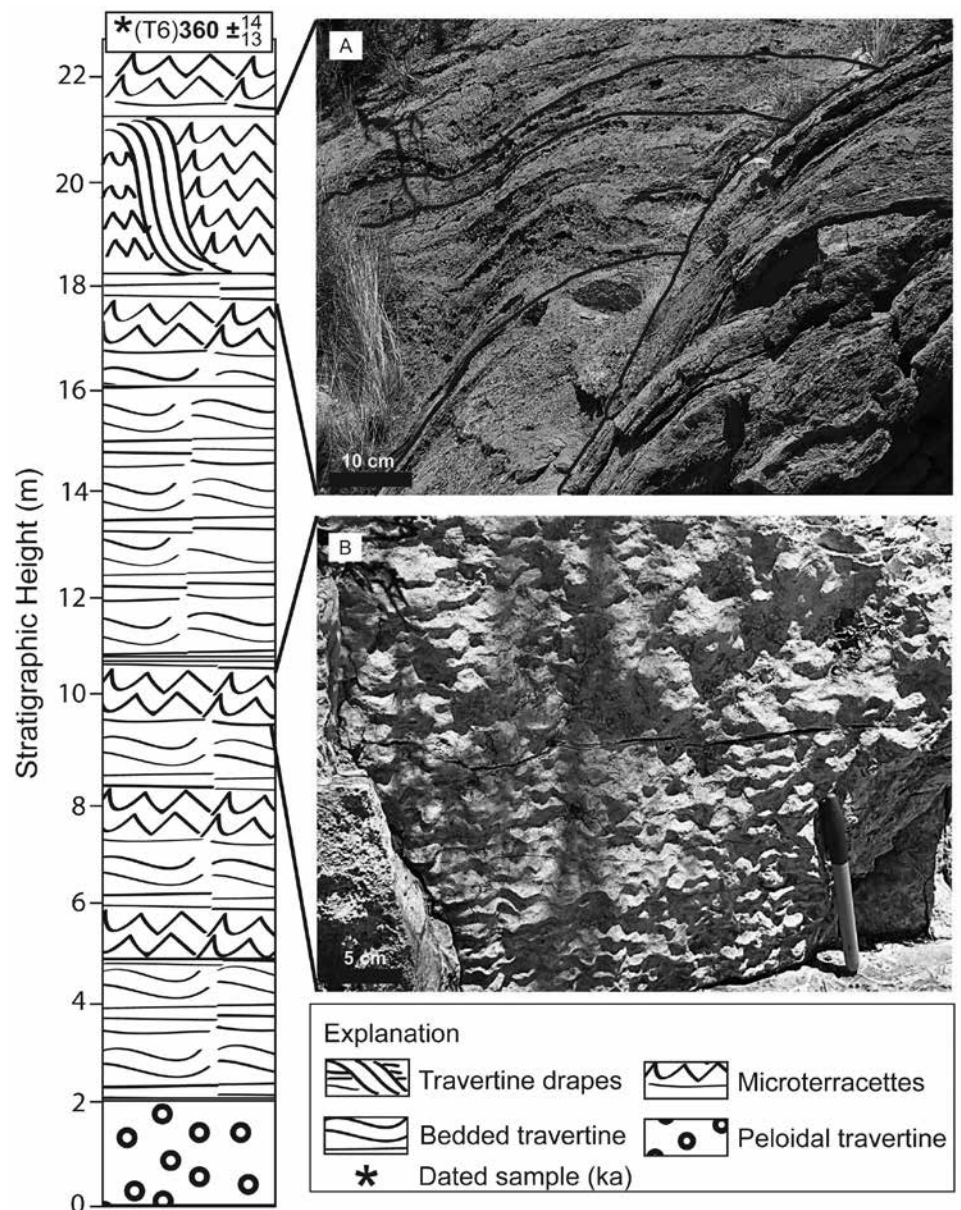 *(T6)360 ±14/13
22
20
18
16
14
12
10
8
6
4
2
0
Stratigraphic Height (m)
A
10 cm
B
5 cm
Explanation
Travertine drapes
Microterracettes
Bedded travertine
Peloidal travertine
* Dated sample (ka)